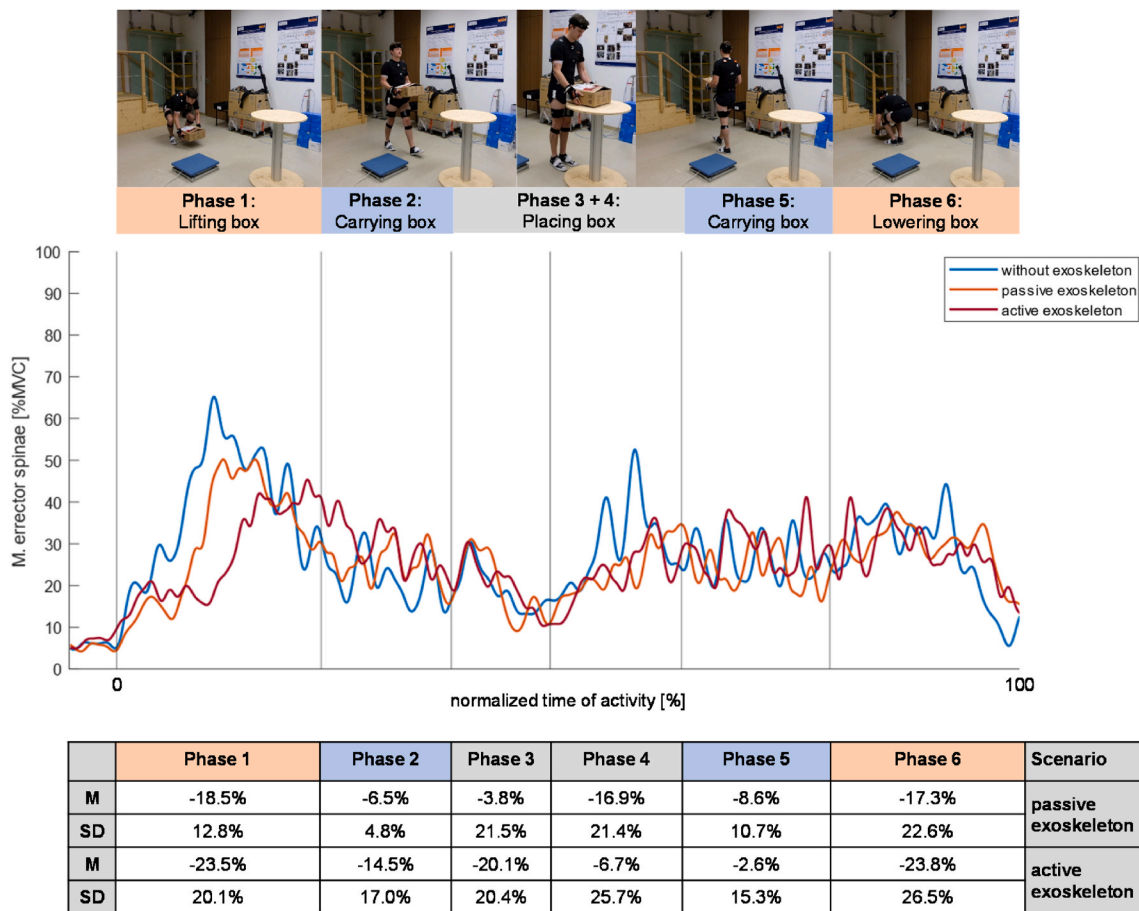 Phase 1:
Lifting box
Phase 2:
Carrying box
Phase 3 + 4:
Placing box
Phase 5:
Carrying box
Phase 6:
Lowering box
M. errector spinae [%MVC]
100
90
80
70
60
50
40
30
20
10
0
without exoskeleton
passive exoskeleton
active exoskeleton
0
normalized time of activity [%]
100
Phase 1 Phase 2 Phase 3 Phase 4 Phase 5 Phase 6 Scenario
M -18.5% -6.5% -3.8% -16.9% -8.6% -17.3% passive exoskeleton
SD 12.8% 4.8% 21.5% 21.4% 10.7% 22.6%
M -23.5% -14.5% -20.1% -6.7% -2.6% -23.8% active exoskeleton
SD 20.1% 17.0% 20.4% 25.7% 15.3% 26.5%